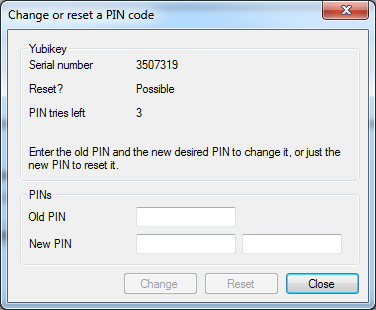 Change or reset a PIN code
Yubikey
Serial number 3507319
Reset? Possible
PIN tries left 3
Enter the old PIN and the new desired PIN to change it, or just the
new PIN to reset it.
PINs
Old PIN
New PIN
Change Reset Close